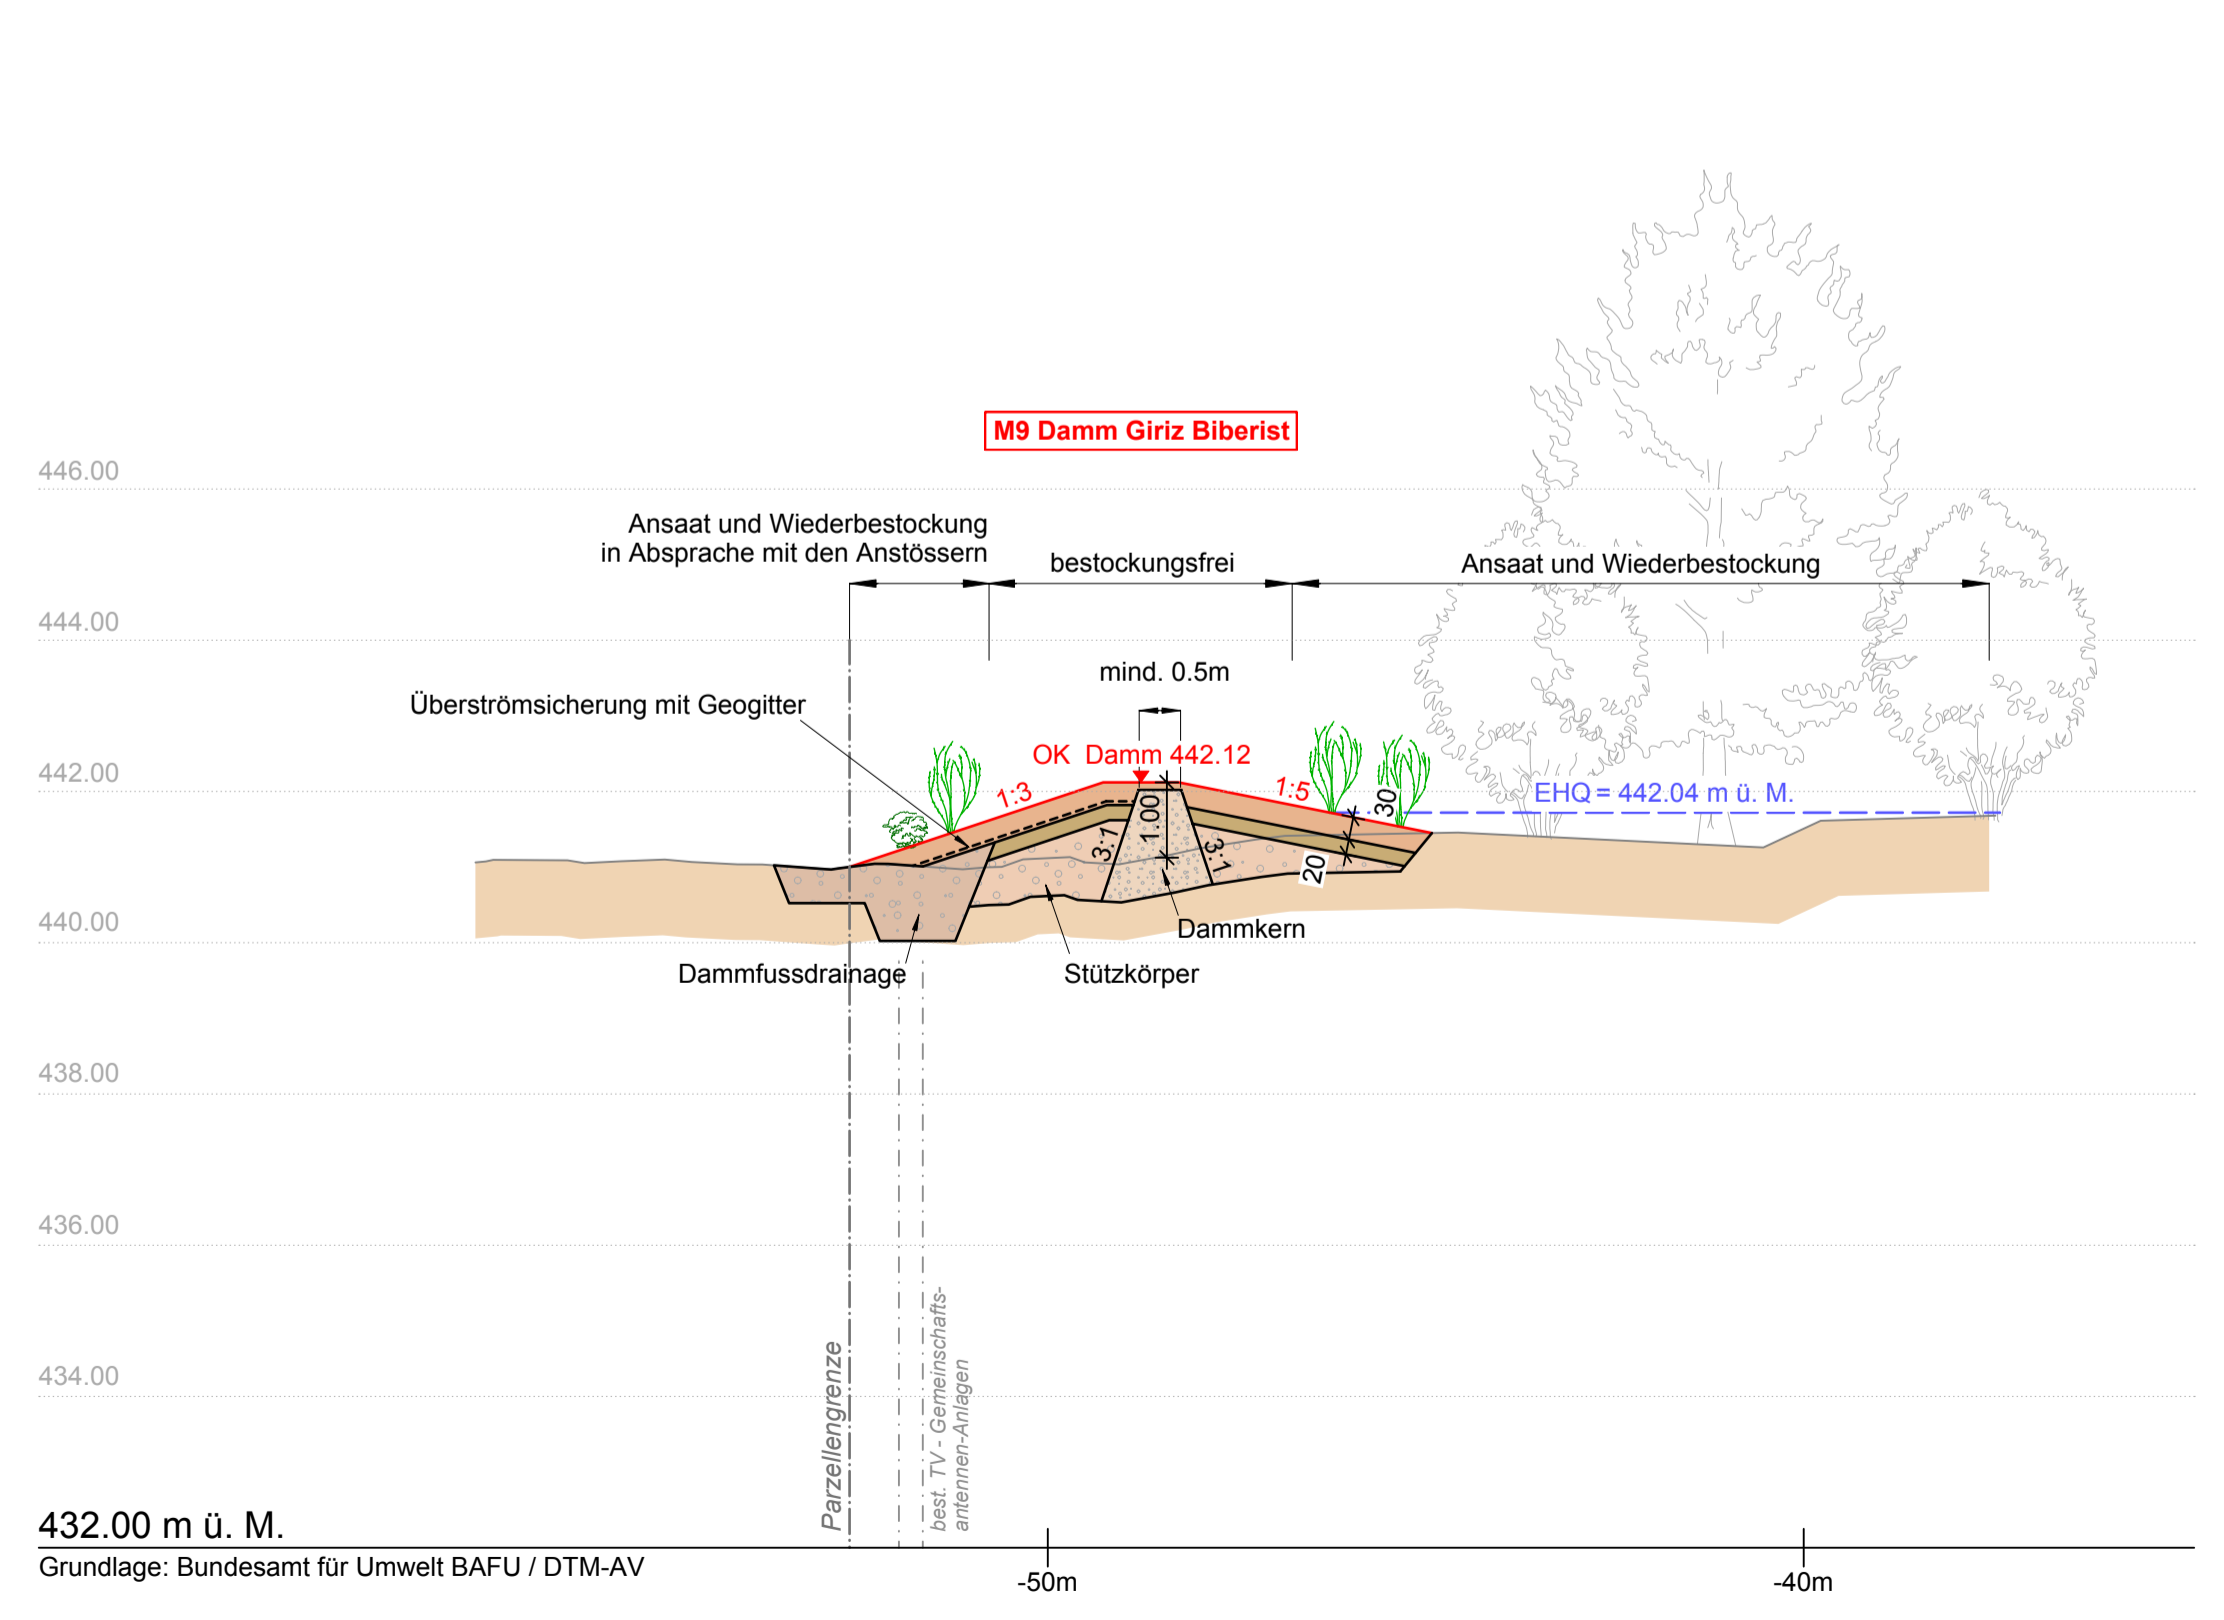 M9 Damm Giriz Biberist
446.00
Ansaat und Wiederbestockung
in Absprache mit den Anstössern
bestockungsfrei
Ansaat und Wiederbestockung
444.00
mind. 0.5m
Überströmsicherung mit Geogitter
OK Damm 442.12
442.00
1:3
1:5
EHQ = 442.04 m ü. M.
30
1.00
3:1
3:1
20
440.00
Dammkern
Dammfussdrainage
Stützkörper
438.00
436.00
434.00
Parzellengrenze
best. TV - Gemeinschafts-
antennen-Anlagen
432.00 m ü. M.
Grundlage: Bundesamt für Umwelt BAFU / DTM-AV
-50m
-40m